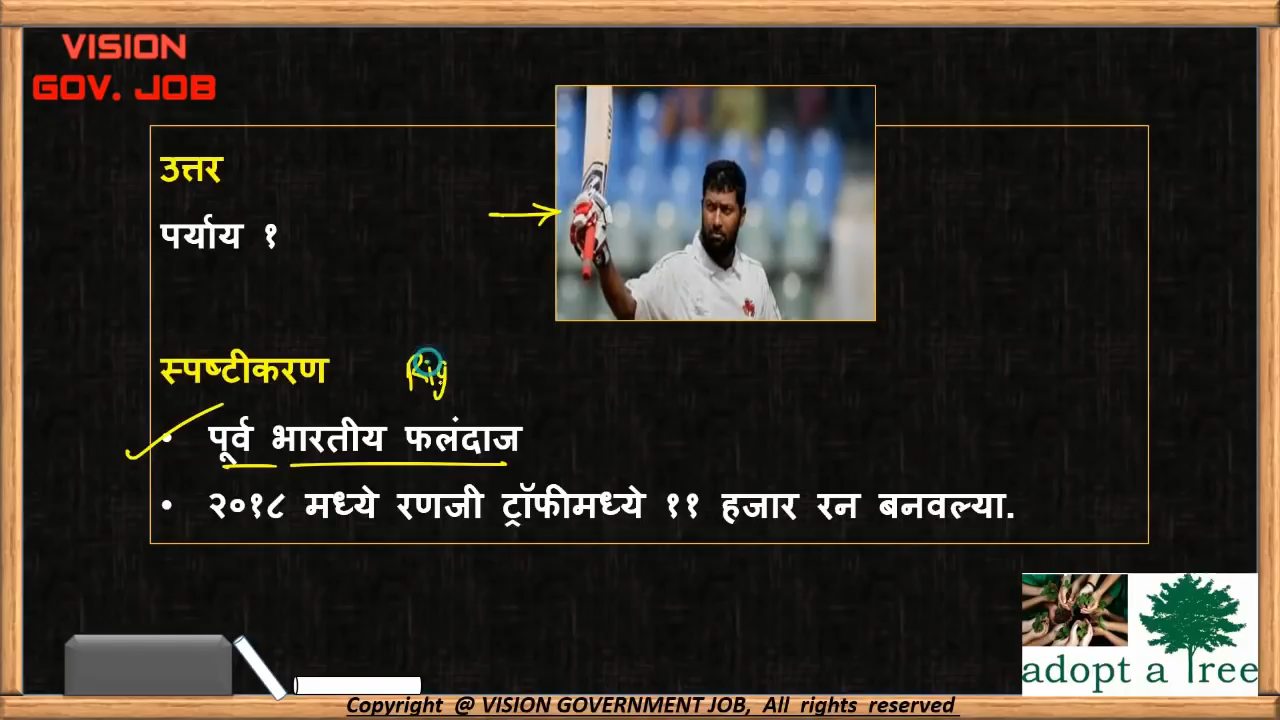 VISION
GOV. JOB
उत्तर
पर्याय १
स्पष्टीकरण
Rig
• पूर्व भारतीय फलंदाज
• २०१८ मध्ये रणजी ट्रॉफीमध्ये ११ हजार रन बनवल्या.
adopt a Tree
Copyright @ VISION GOVERNMENT JOB, All rights reserved